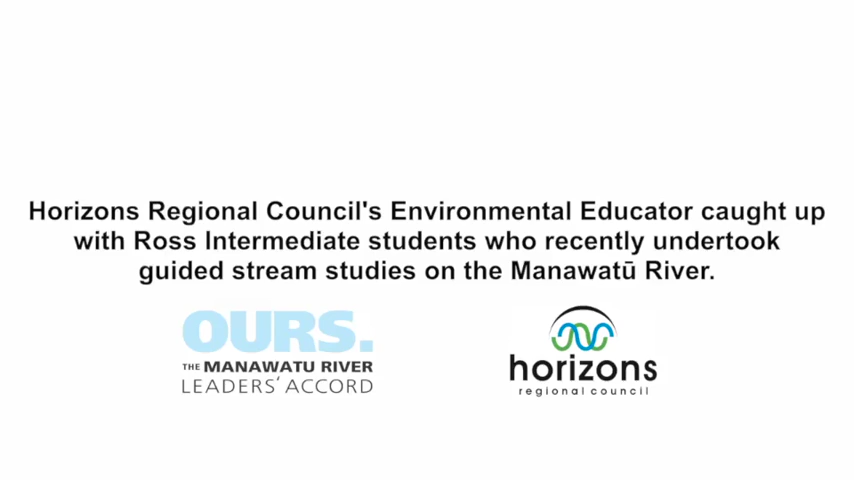 Horizons Regional Council's Environmental Educator caught up
with Ross Intermediate students who recently undertook
guided stream studies on the Manawatū River.
OURS.
THE MANAWATU RIVER
LEADERS' ACCORD
horizons
regional council